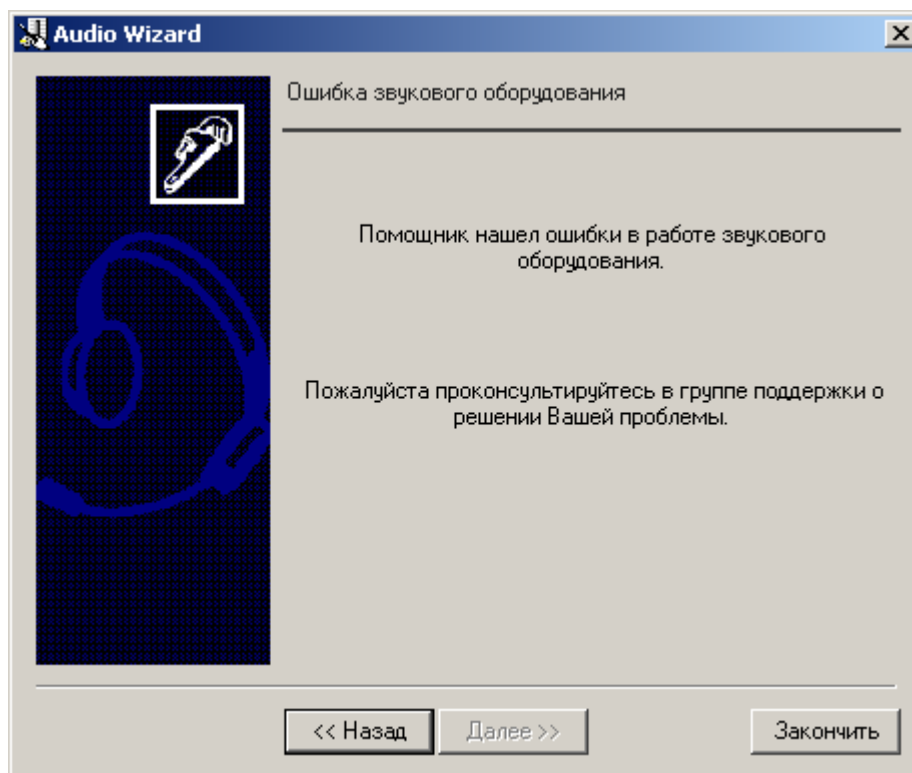 Audio Wizard
Ошибка звукового оборудования
Помощник нашел ошибки в работе звукового
оборудования.
Пожалуйста проконсультируйтесь в группе поддержки о
решении Вашей проблемы.
<< Назад
Далее >>
Закончить